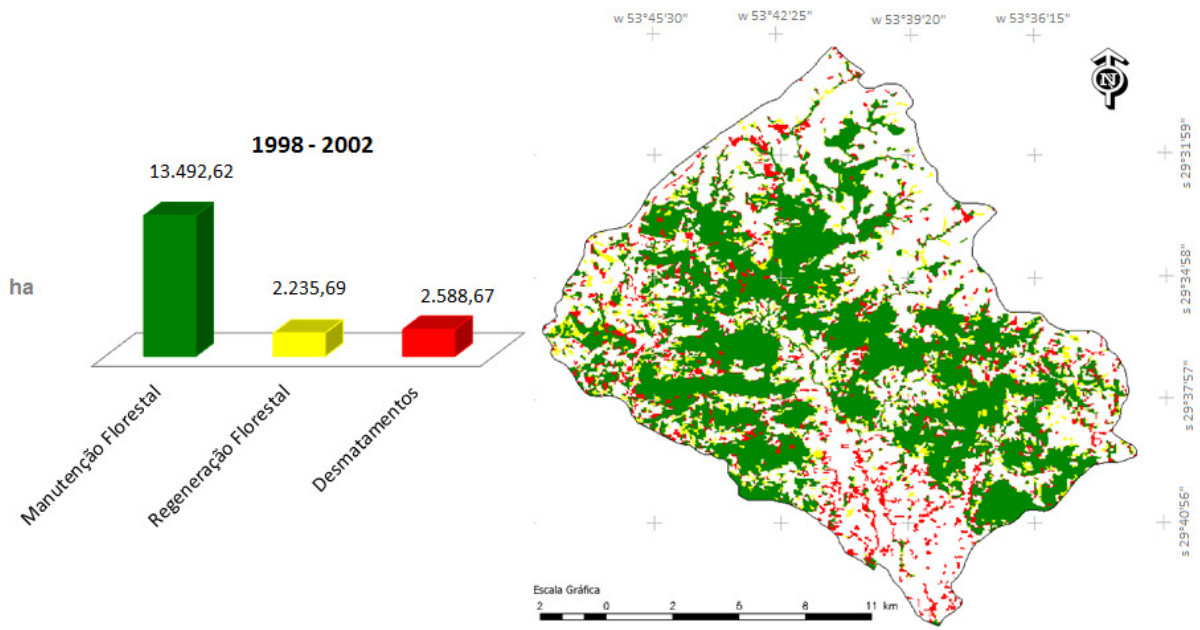 w 53°45'30" w 53°42'25" w 53°39'20" w 53°36'15"
N
1998 - 2002
13.492,62
2.235,69
2.588,67
ha
Manutenção Florestal
Regeneração Florestal
Desmatamentos
s 29°31'59"
s 29°34'58"
s 29°37'57"
s 29°40'56"
Escala Gráfica
2 0 2 5 8 11 km